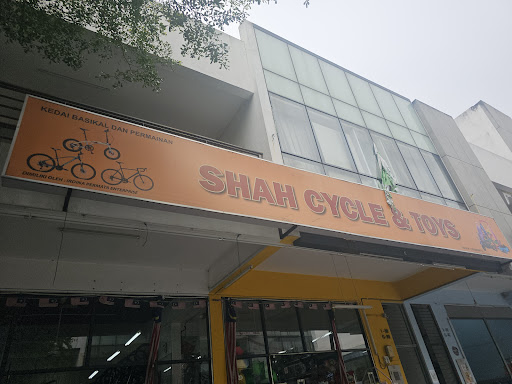 KEDAI BASIKAL DAN PERMAINAN
SHAH CYCLE & TOYS